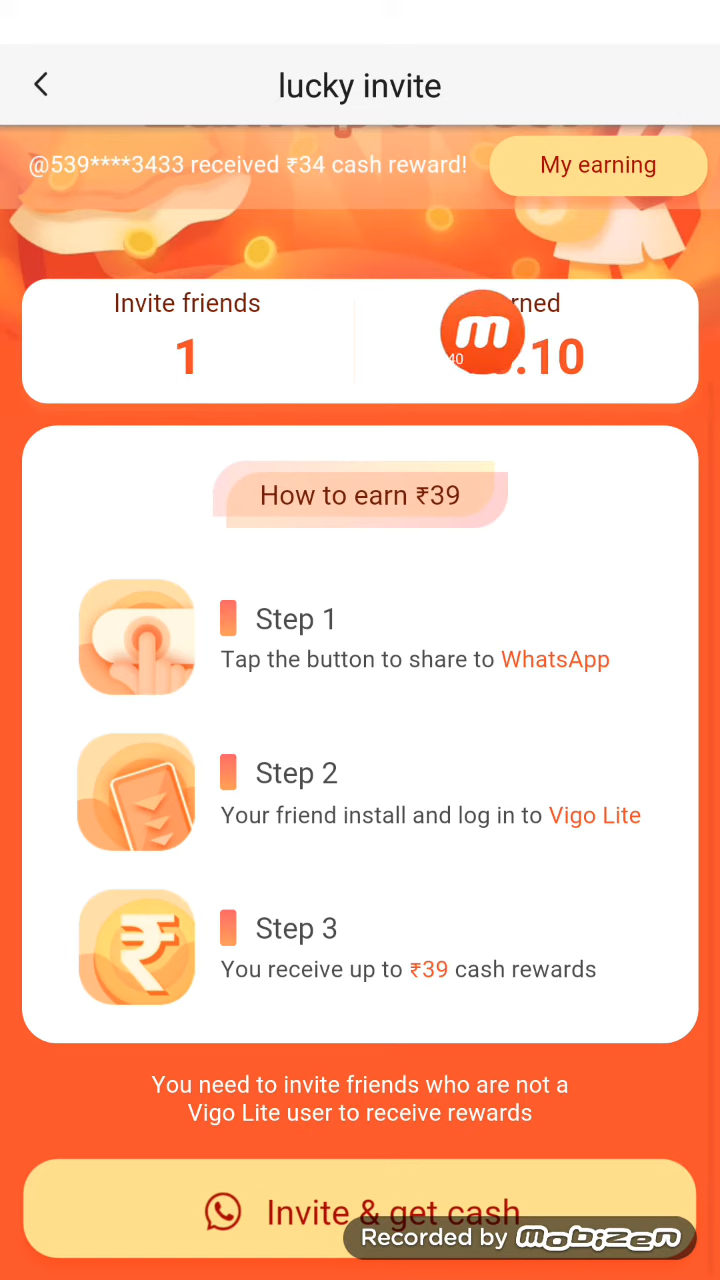 lucky invite
@539****3433 received ₹34 cash reward!
My earning
Invite friends
1
.10
40
How to earn ₹39
Step 1
Tap the button to share to WhatsApp
Step 2
Your friend install and log in to Vigo Lite
Step 3
You receive up to ₹39 cash rewards
You need to invite friends who are not a
Vigo Lite user to receive rewards
Invite & get cash
Recorded by mobizen